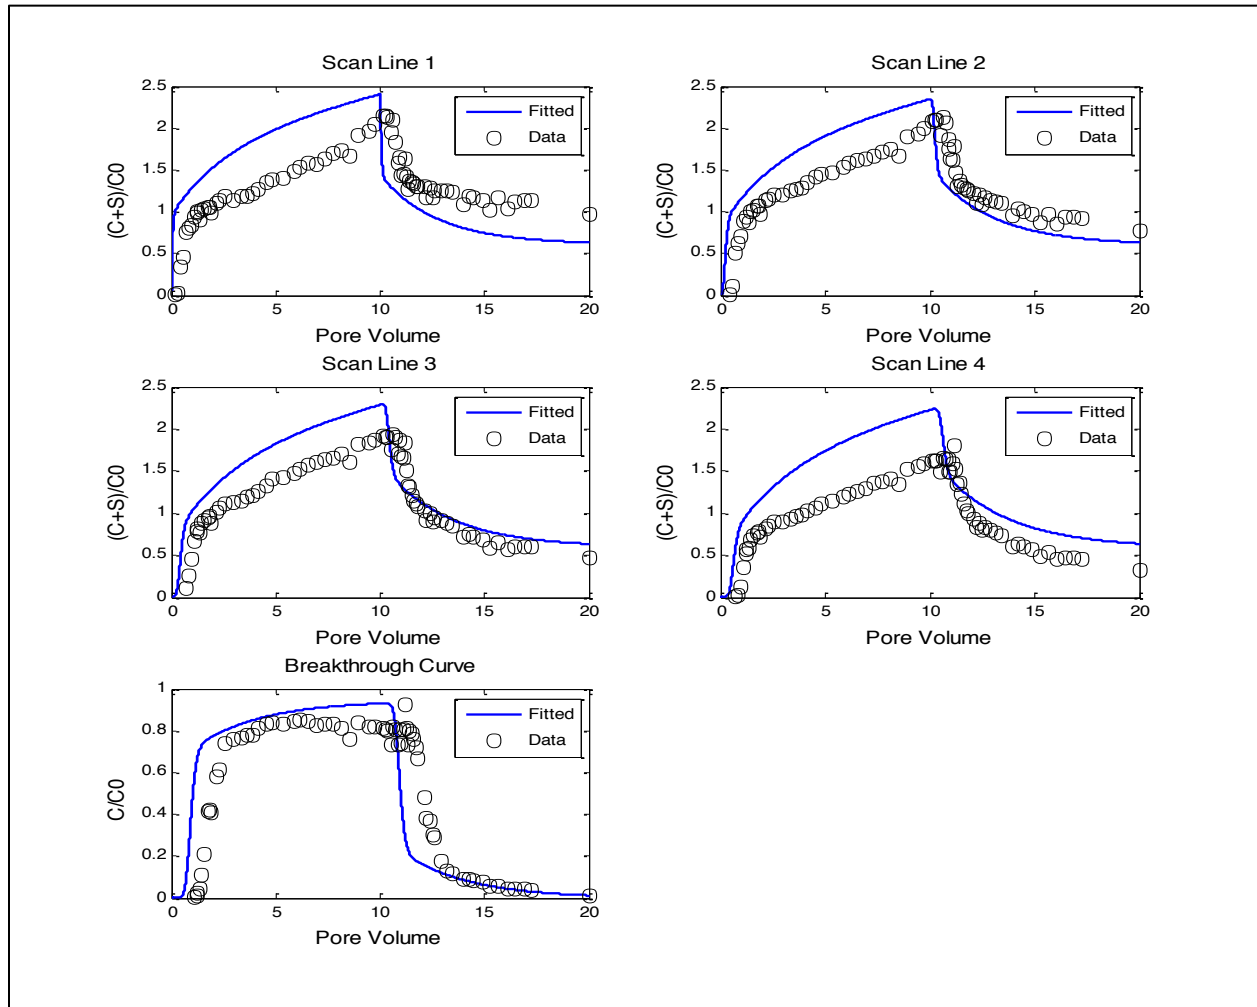 Scan Line 1
2.5
2
1.5
1
0.5
0
(C+S)/C0
Fitted
Data
0 5 10 15 20
Pore Volume
Scan Line 2
2.5
2
1.5
1
0.5
0
(C+S)/C0
Fitted
Data
0 5 10 15 20
Pore Volume
Scan Line 3
2.5
2
1.5
1
0.5
0
(C+S)/C0
Fitted
Data
0 5 10 15 20
Pore Volume
Scan Line 4
2.5
2
1.5
1
0.5
0
(C+S)/C0
Fitted
Data
0 5 10 15 20
Pore Volume
Breakthrough Curve
1
0.8
0.6
0.4
0.2
0
C/C0
Fitted
Data
0 5 10 15 20
Pore Volume